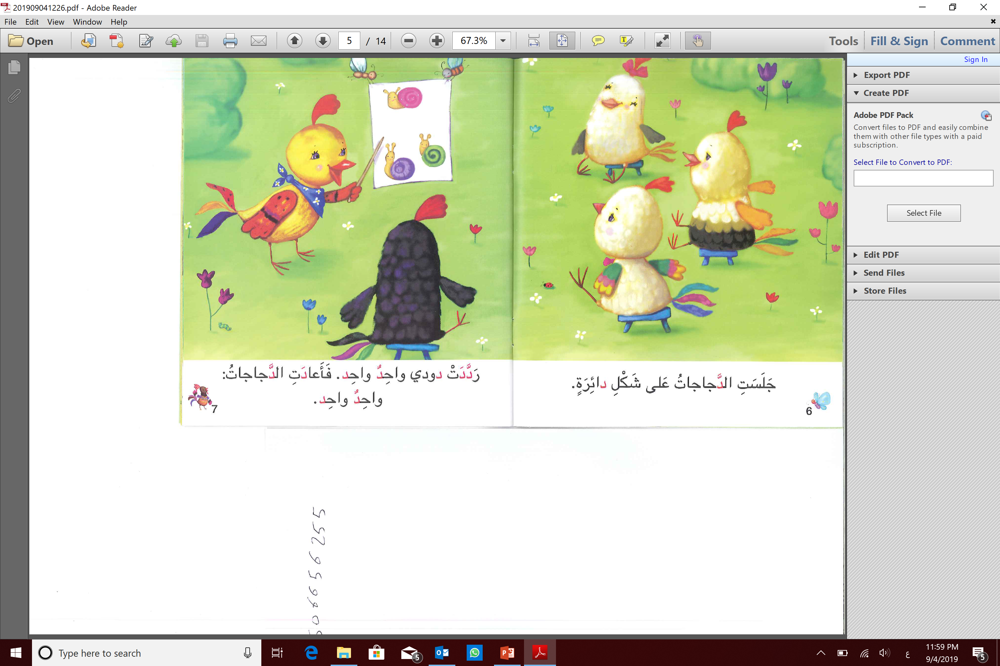 201909041226.pdf - Adobe Reader
File Edit View Window Help
Open 5 / 14 67.3% Tools Fill & Sign Comment
Sign In
Export PDF
Create PDF
Adobe PDF Pack
Convert files to PDF and easily combine
them with other file types with a paid
subscription.
Select File to Convert to PDF:
Select File
Edit PDF
Send Files
Store Files
جَلَسَتِ الدَّجاجاتُ عَلى شَكْلِ دائِرَةٍ.
6
رَدَّدَتْ دودي واحِدٌ واحِد. فَأَعادَتِ الدَّجاجاتُ:
واحِدٌ واحِد.
7
06656255
Type here to search
5
ع
11:59 PM
9/4/2019
5